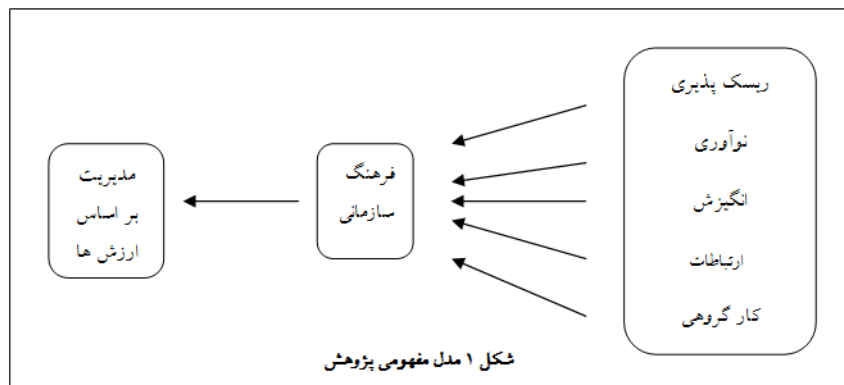 ریسک پذیری
نوآوری
انگیزش
ارتباطات
کار گروهی
فرهنگ
سازمانی
مدیریت
بر اساس
ارزش ها
شکل ۱ مدل مفهومی پژوهش